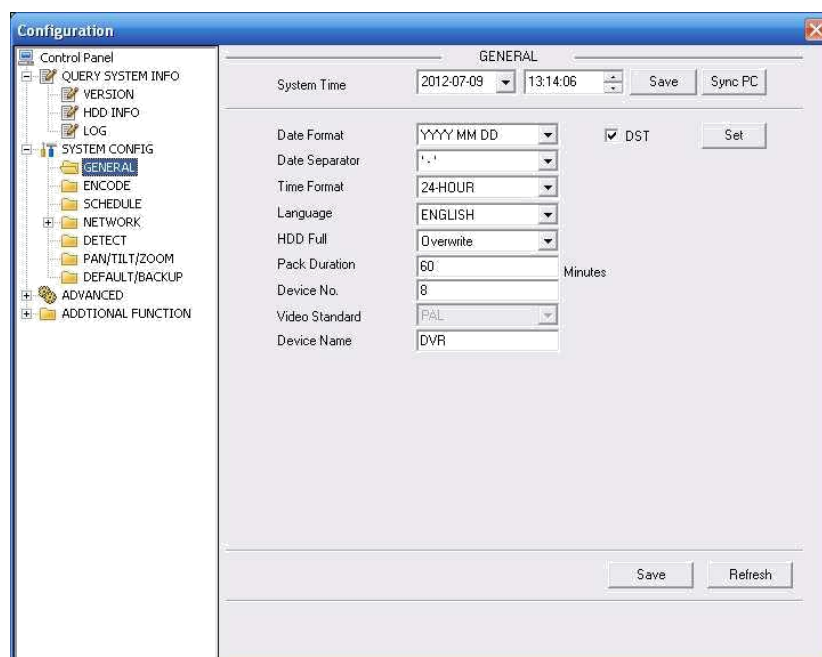 Configuration
Control Panel
QUERY SYSTEM INFO
VERSION
HDD INFO
LOG
SYSTEM CONFIG
GENERAL
ENCODE
SCHEDULE
NETWORK
DETECT
PAN/TILT/ZOOM
DEFAULT/BACKUP
ADVANCED
ADDTIONAL FUNCTION
GENERAL
System Time 2012-07-09 13:14:06 Save Sync PC
Date Format YYYY MM DD DST Set
Date Separator '-'
Time Format 24-HOUR
Language ENGLISH
HDD Full Overwrite
Pack Duration 60 Minutes
Device No. 8
Video Standard PAL
Device Name DVR
Save Refresh